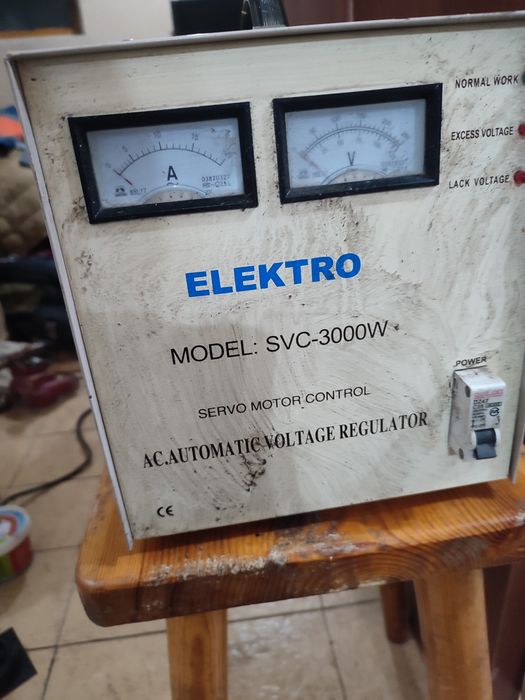 NORMAL WORK
EXCESS VOLTAGE
LACK VOLTAGE
A
V
ELEKTRO
MODEL: SVC-3000W
SERVO MOTOR CONTROL
AC.AUTOMATIC VOLTAGE REGULATOR
POWER
DZ47
CE